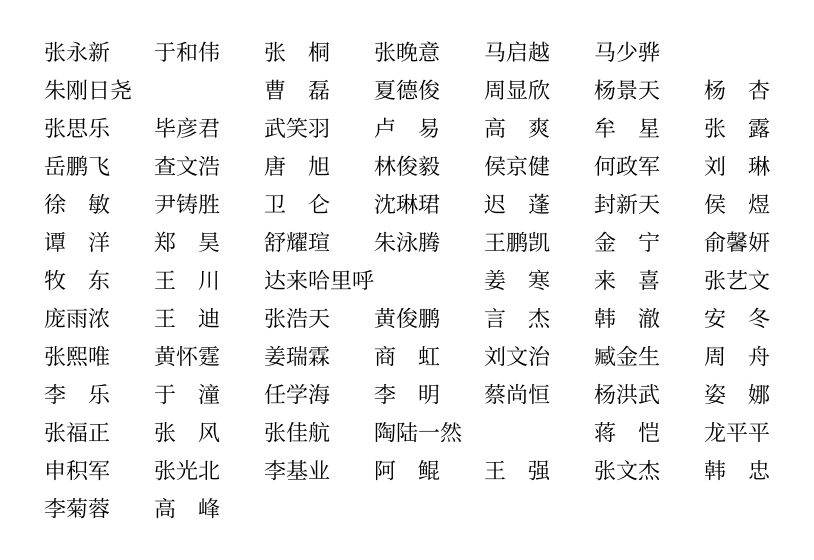 张永新 于和伟 张　桐 张晚意 马启越 马少骅
朱刚日尧 曹　磊 夏德俊 周显欣 杨景天 杨　杏
张思乐 毕彦君 武笑羽 卢　易 高　爽 牟　星 张　露
岳鹏飞 查文浩 唐　旭 林俊毅 侯京健 何政军 刘　琳
徐　敏 尹铸胜 卫　仑 沈琳珺 迟　蓬 封新天 侯　煜
谭　洋 郑　昊 舒耀瑄 朱泳腾 王鹏凯 金　宁 俞馨妍
牧　东 王　川 达来哈里呼 姜　寒 来　喜 张艺文
庞雨浓 王　迪 张浩天 黄俊鹏 言　杰 韩　澈 安　冬
张熙唯 黄怀霆 姜瑞霖 商　虹 刘文治 臧金生 周　舟
李　乐 于　潼 任学海 李　明 蔡尚恒 杨洪武 姿　娜
张福正 张　风 张佳航 陶陆一然 蒋　恺 龙平平
申积军 张光北 李基业 阿　鲲 王　强 张文杰 韩　忠
李菊蓉 高　峰